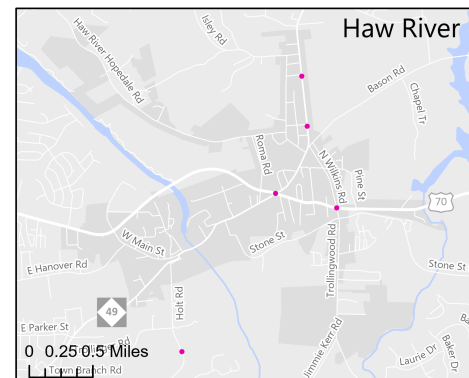 Haw River
Isley Rd
Haw River Hopedale Rd
Bason Rd
Chapel Tr
Roma Rd
N Wilkins Rd
Pine St
70
W Main St
Stone St
Trollingwood Rd
E Hanover Rd
Stone St
49
Holt Rd
E Parker St
Jimmie Kerr Rd
0 0.25 0.5 Miles
Laurie Dr
Baker Dr
Town Branch Rd